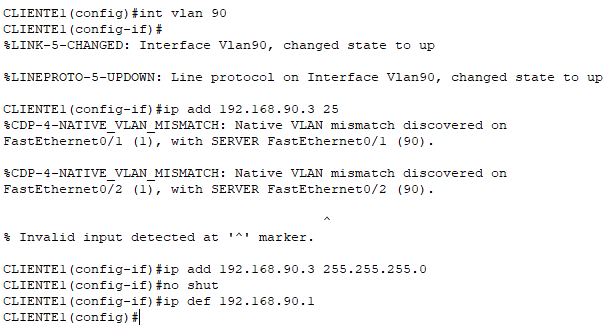 CLIENTE1(config)#int vlan 90
CLIENTE1(config-if)#
%LINK-5-CHANGED: Interface Vlan90, changed state to up
%LINEPROTO-5-UPDOWN: Line protocol on Interface Vlan90, changed state to up
CLIENTE1(config-if)#ip add 192.168.90.3 25
%CDP-4-NATIVE_VLAN_MISMATCH: Native VLAN mismatch discovered on
FastEthernet0/1 (1), with SERVER FastEthernet0/1 (90).
%CDP-4-NATIVE_VLAN_MISMATCH: Native VLAN mismatch discovered on
FastEthernet0/2 (1), with SERVER FastEthernet0/2 (90).
^
% Invalid input detected at '^' marker.
CLIENTE1(config-if)#ip add 192.168.90.3 255.255.255.0
CLIENTE1(config-if)#no shut
CLIENTE1(config-if)#ip def 192.168.90.1
CLIENTE1(config)#